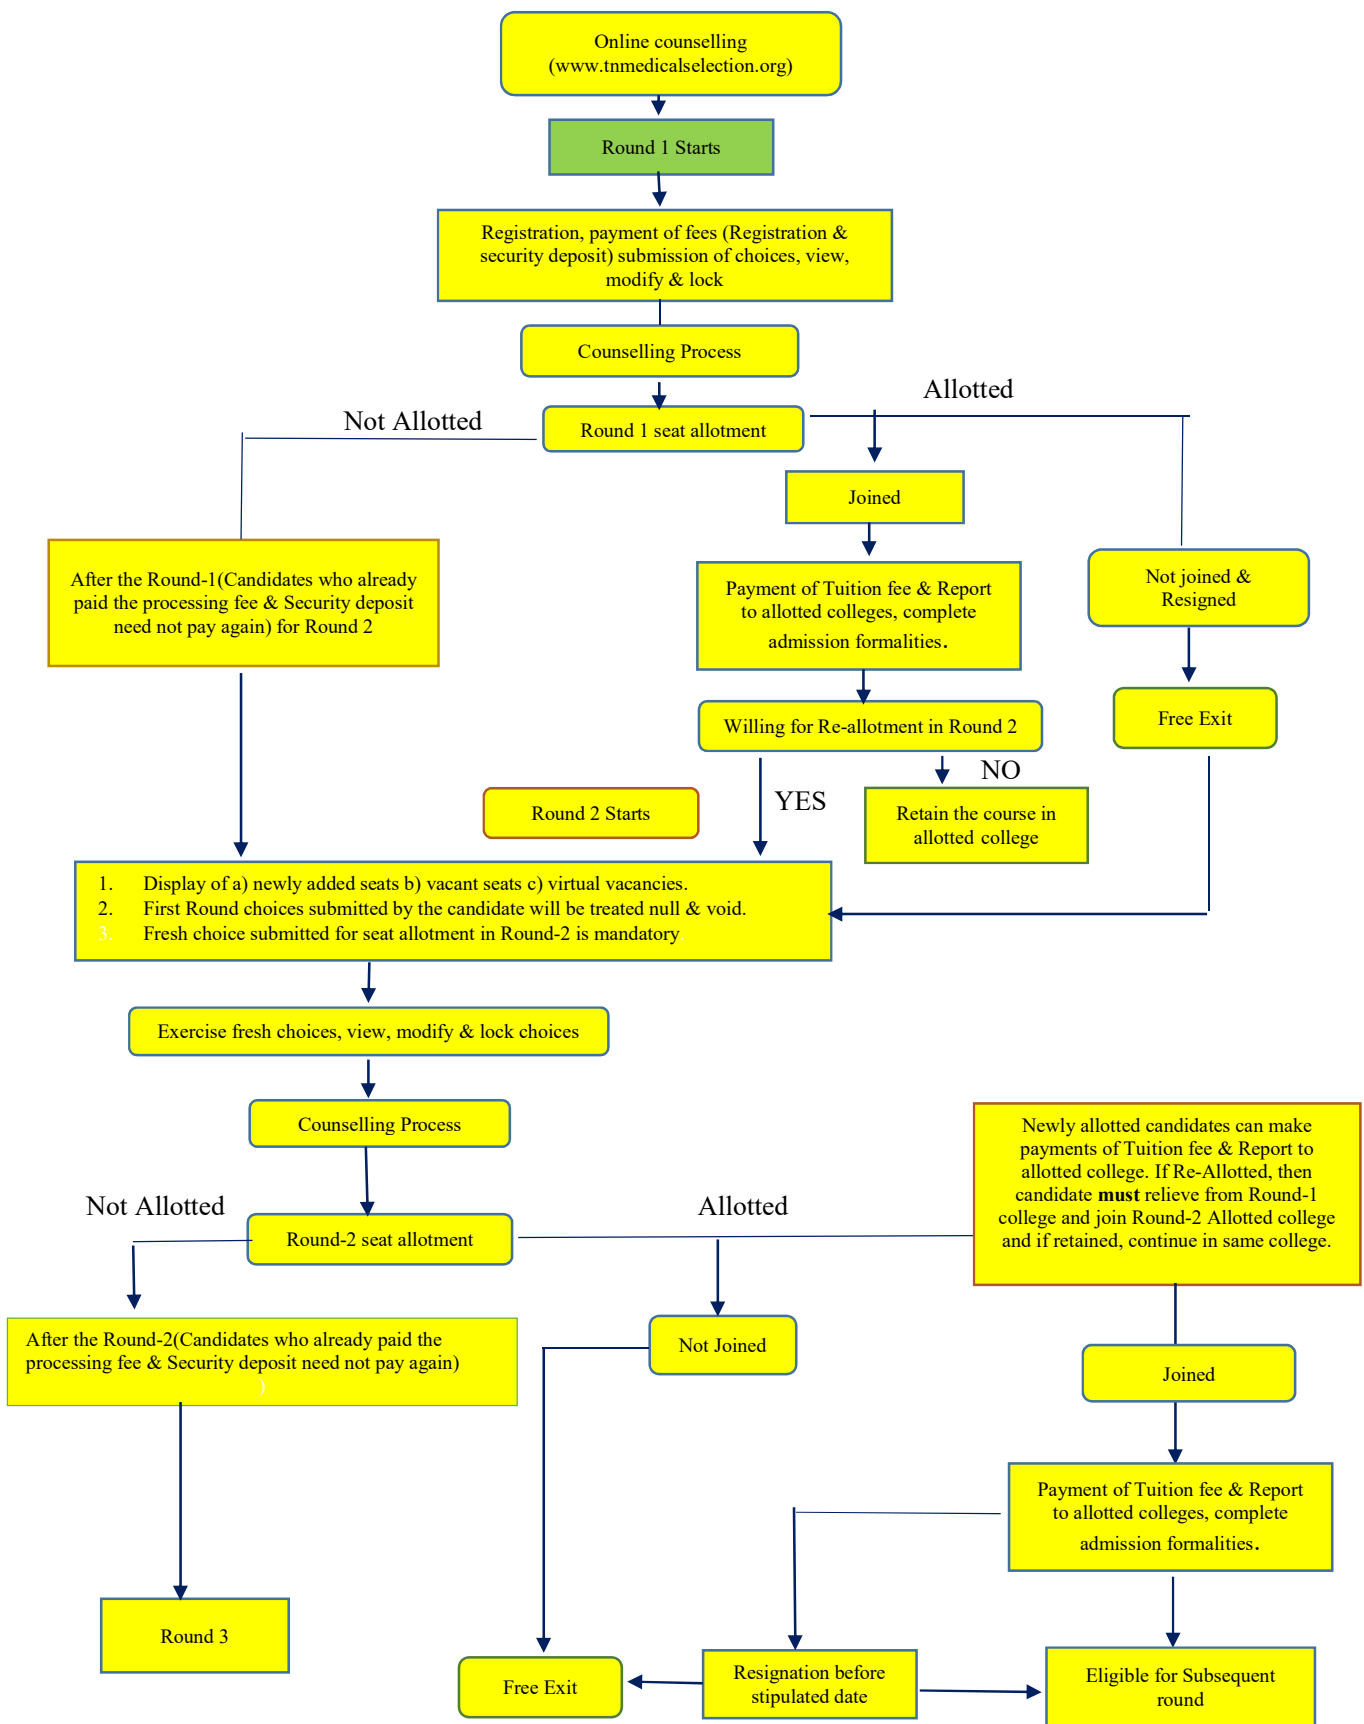 Online counselling
(www.tnmedicalselection.org)
Round 1 Starts
Registration, payment of fees (Registration &
security deposit) submission of choices, view,
modify & lock
Counselling Process
Allotted
Not Allotted
Round 1 seat allotment
Joined
After the Round-1(Candidates who already
paid the processing fee & Security deposit
need not pay again) for Round 2
Payment of Tuition fee & Report
to allotted colleges, complete
admission formalities.
Not joined &
Resigned
Willing for Re-allotment in Round 2
Free Exit
NO
YES
Round 2 Starts
Retain the course in
allotted college
1. Display of a) newly added seats b) vacant seats c) virtual vacancies.
2. First Round choices submitted by the candidate will be treated null & void.
3. Fresh choice submitted for seat allotment in Round-2 is mandatory
Exercise fresh choices, view, modify & lock choices
Counselling Process
Newly allotted candidates can make
payments of Tuition fee & Report to
allotted college. If Re-Allotted, then
candidate must relieve from Round-1
college and join Round-2 Allotted college
and if retained, continue in same college.
Not Allotted
Allotted
Round-2 seat allotment
After the Round-2(Candidates who already paid the
processing fee & Security deposit need not pay again)
)
Not Joined
Joined
Payment of Tuition fee & Report
to allotted colleges, complete
admission formalities.
Round 3
Free Exit
Resignation before
stipulated date
Eligible for Subsequent
round